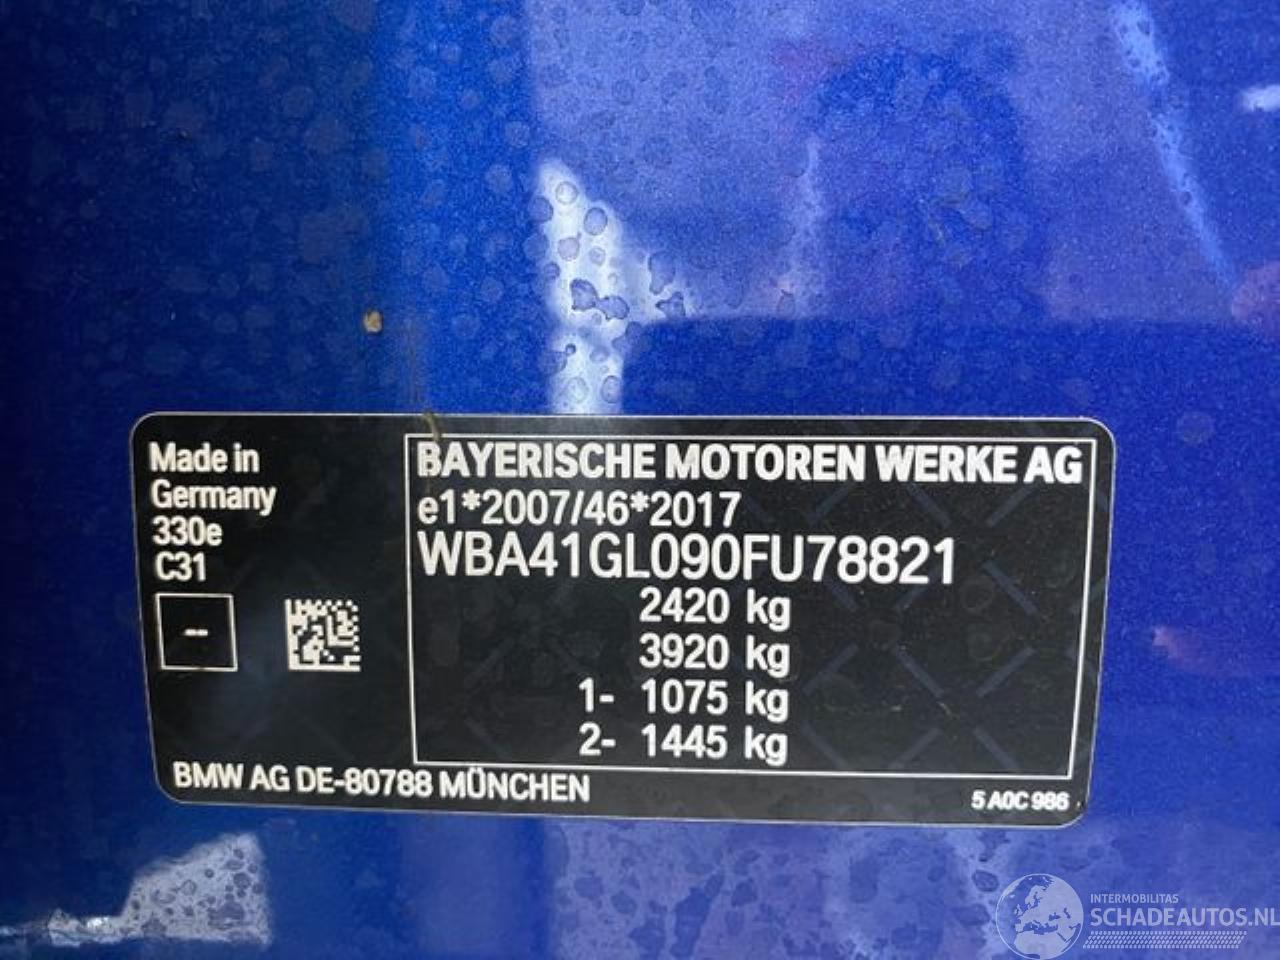 Made in
Germany
330e
C31
--
BAYERISCHE MOTOREN WERKE AG
e1*2007/46*2017
WBA41GL090FU78821
2420 kg
3920 kg
1- 1075 kg
2- 1445 kg
BMW AG DE-80788 MÜNCHEN
5 A0C 986
INTERMOBILITAS
SCHADEAUTOS.NL